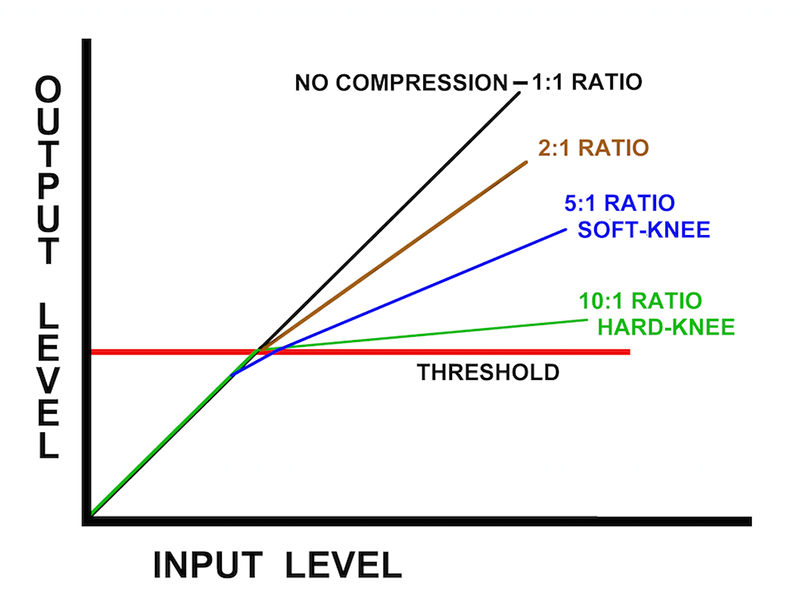 OUTPUT LEVEL
NO COMPRESSION – 1:1 RATIO
2:1 RATIO
5:1 RATIO
SOFT-KNEE
10:1 RATIO
HARD-KNEE
THRESHOLD
INPUT LEVEL